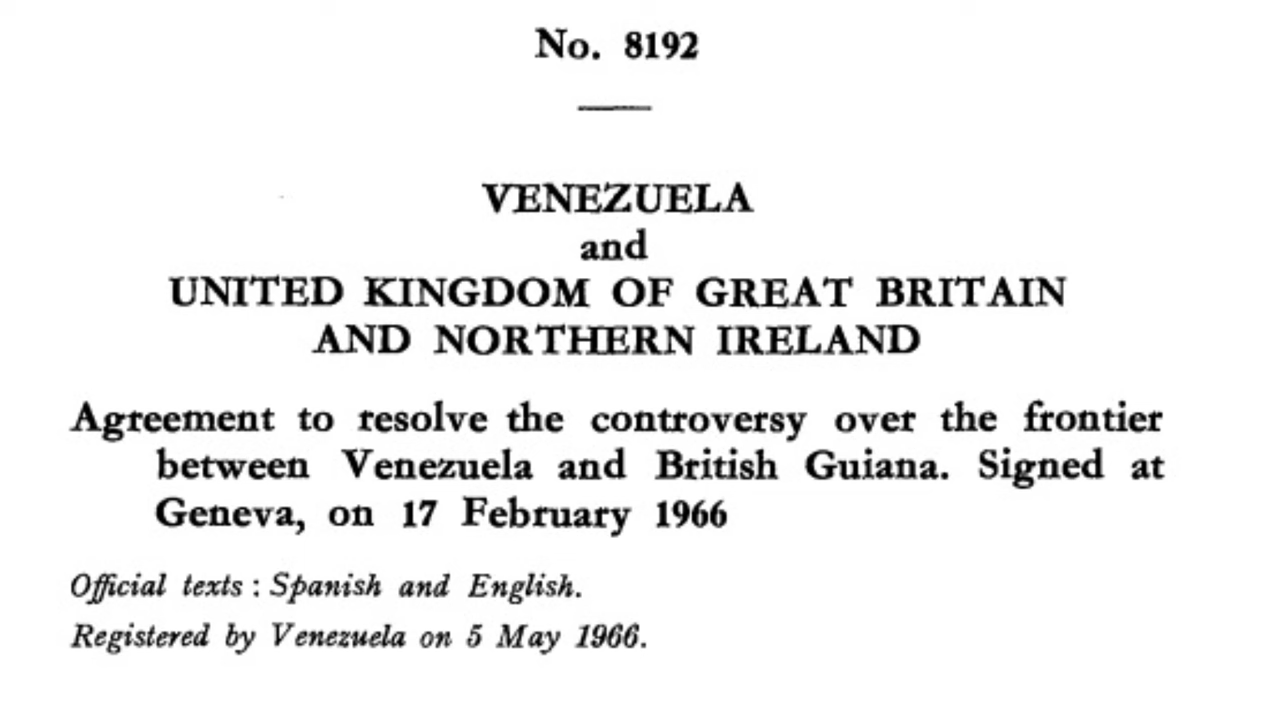 No. 8192
VENEZUELA
and
UNITED KINGDOM OF GREAT BRITAIN
AND NORTHERN IRELAND
Agreement to resolve the controversy over the frontier
between Venezuela and British Guiana. Signed at
Geneva, on 17 February 1966
Official texts : Spanish and English.
Registered by Venezuela on 5 May 1966.